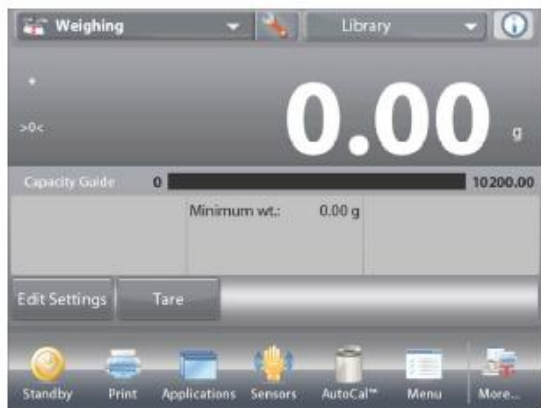 Weighing Library
*
>0<
0.00 g
Capacity Guide 0 10200.00
Minimum wt.: 0.00 g
Edit Settings Tare
Standby Print Applications Sensors AutoCal™ Menu More...